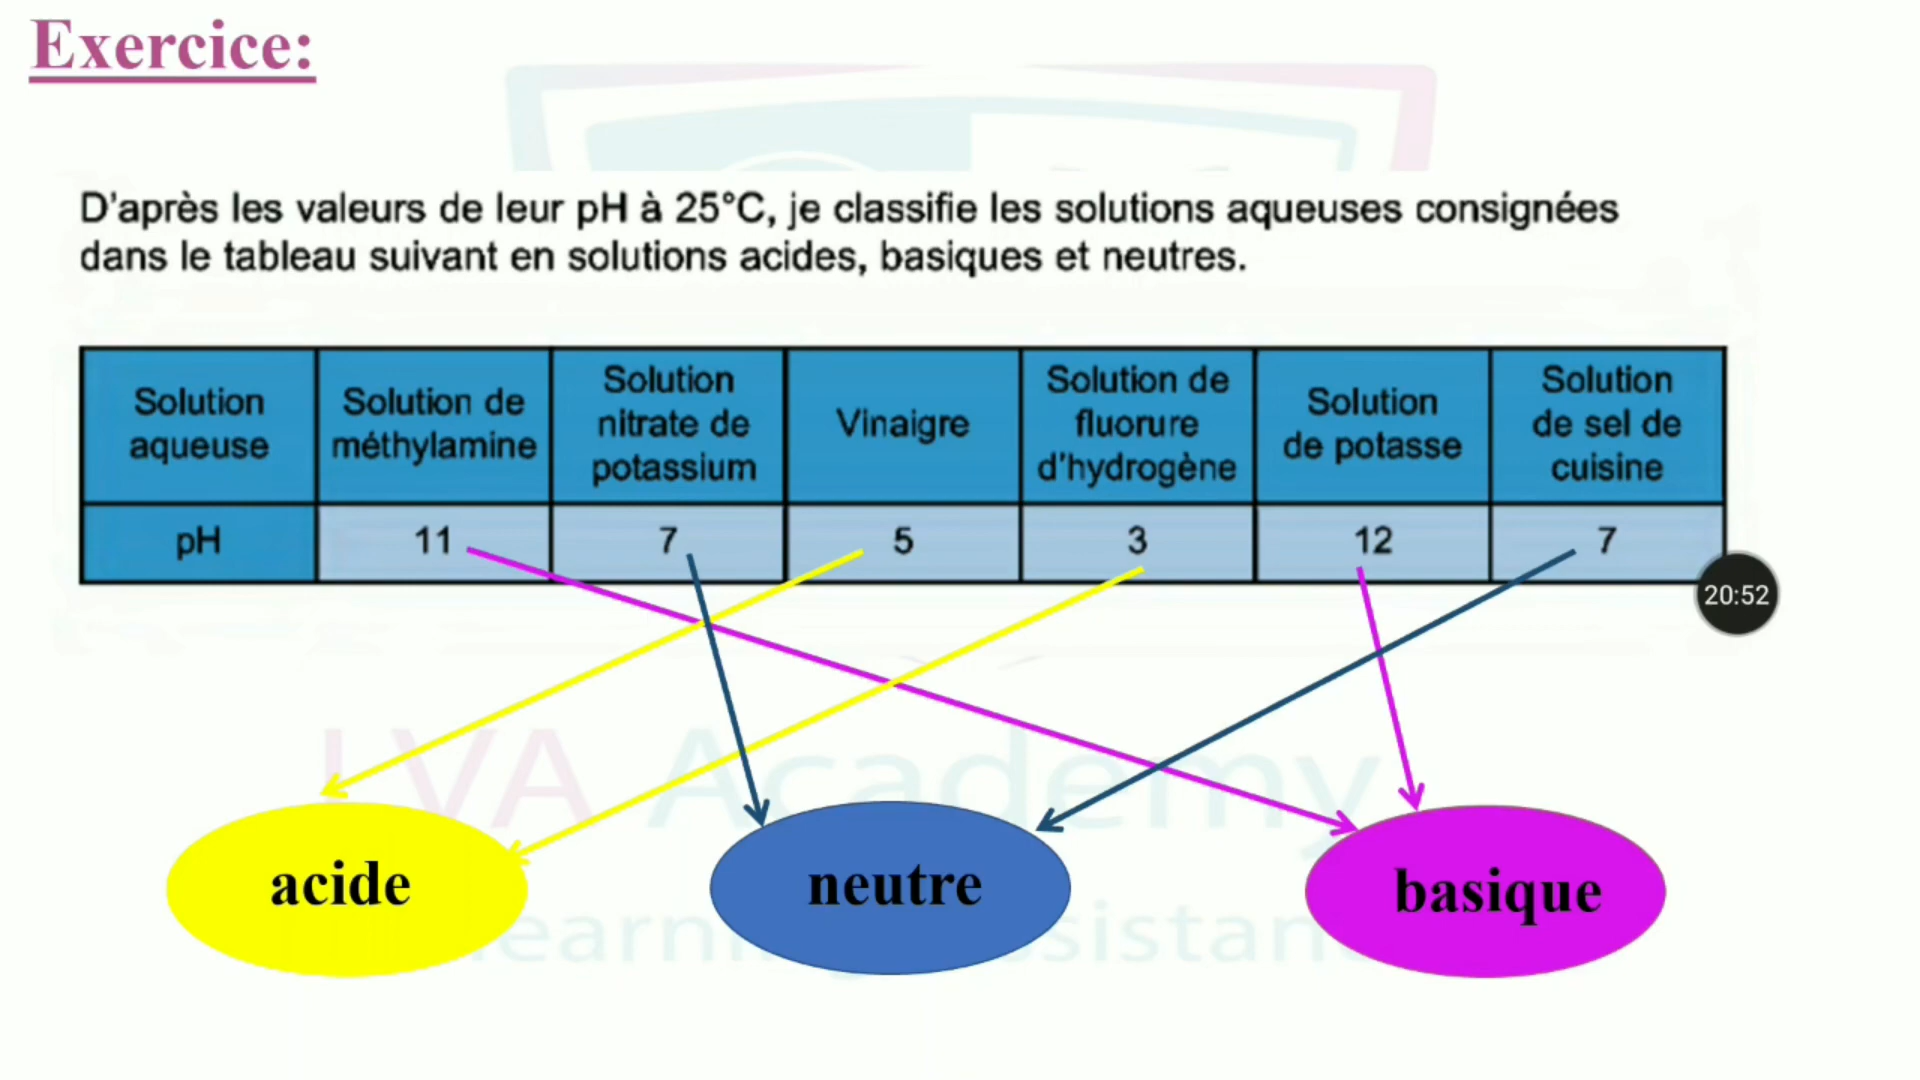 Exercice:
D'après les valeurs de leur pH à 25°C, je classifie les solutions aqueuses consignées
dans le tableau suivant en solutions acides, basiques et neutres.
Solution
aqueuse
Solution de
méthylamine
Solution
nitrate de
potassium
Vinaigre
Solution de
fluorure
d'hydrogène
Solution
de potasse
Solution
de sel de
cuisine
pH
11
7
5
3
12
7
20:52
LVA Academy
acide
neutre
basique